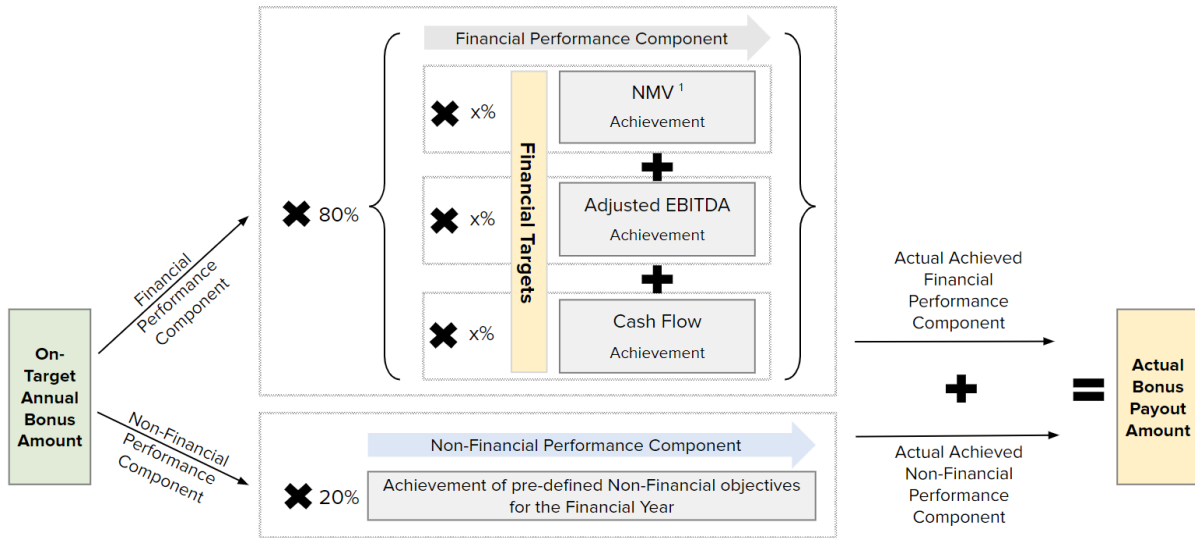 On-
Target
Annual
Bonus
Amount
Financial
Performance
Component
Non-Financial
Performance
Component
80%
Financial Performance Component
x%
NMV ¹
Achievement
x%
Adjusted EBITDA
Achievement
x%
Cash Flow
Achievement
Financial Targets
20%
Non-Financial Performance Component
Achievement of pre-defined Non-Financial objectives
for the Financial Year
Actual Achieved
Financial
Performance
Component
Actual Achieved
Non-Financial
Performance
Component
Actual
Bonus
Payout
Amount